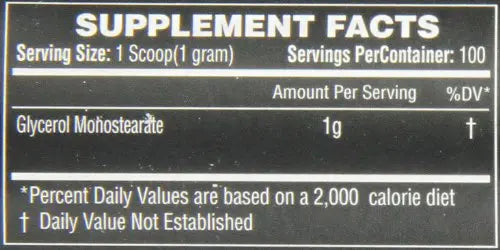 SUPPLEMENT FACTS
Serving Size: 1 Scoop(1 gram) Servings PerContainer: 100
Amount Per Serving %DV*
Glycerol Monostearate 1g †
*Percent Daily Values are based on a 2,000 calorie diet
† Daily Value Not Established